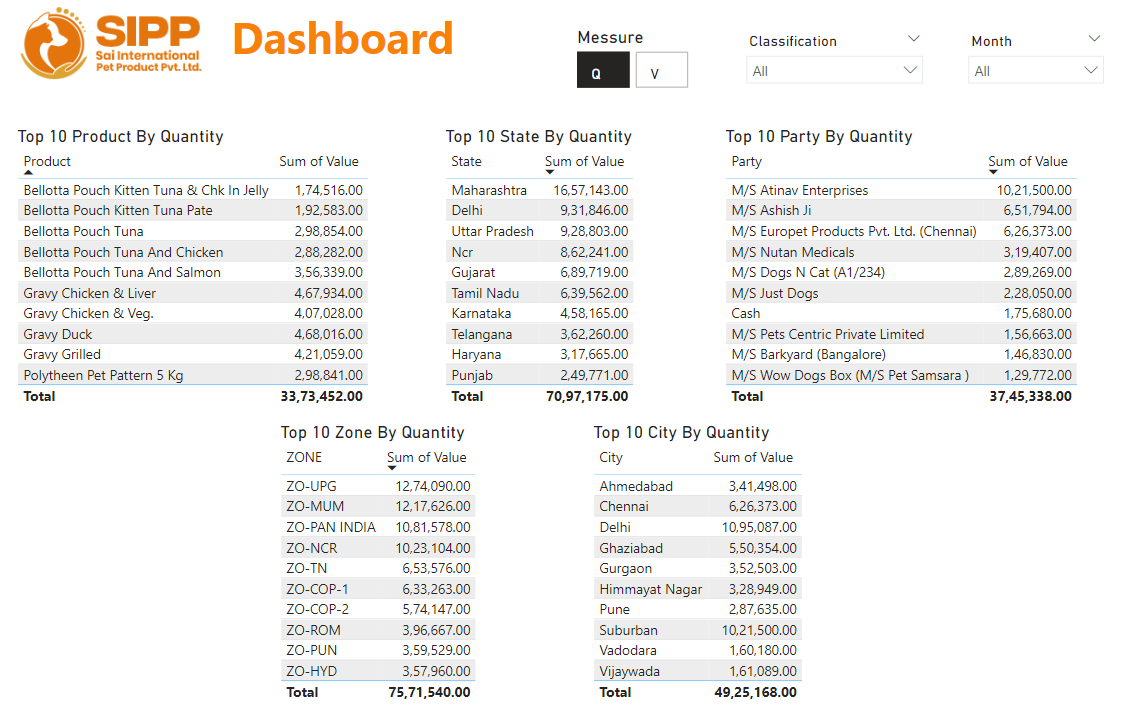 SIPP
Sai International
Pet Product Pvt. Ltd.
Dashboard
Messure
Q V
Classification
All
Month
All
Top 10 Product By Quantity
Product Sum of Value
Bellotta Pouch Kitten Tuna & Chk In Jelly 1,74,516.00
Bellotta Pouch Kitten Tuna Pate 1,92,583.00
Bellotta Pouch Tuna 2,98,854.00
Bellotta Pouch Tuna And Chicken 2,88,282.00
Bellotta Pouch Tuna And Salmon 3,56,339.00
Gravy Chicken & Liver 4,67,934.00
Gravy Chicken & Veg. 4,07,028.00
Gravy Duck 4,68,016.00
Gravy Grilled 4,21,059.00
Polytheen Pet Pattern 5 Kg 2,98,841.00
Total 33,73,452.00
Top 10 State By Quantity
State Sum of Value
Maharashtra 16,57,143.00
Delhi 9,31,846.00
Uttar Pradesh 9,28,803.00
Ncr 8,62,241.00
Gujarat 6,89,719.00
Tamil Nadu 6,39,562.00
Karnataka 4,58,165.00
Telangana 3,62,260.00
Haryana 3,17,665.00
Punjab 2,49,771.00
Total 70,97,175.00
Top 10 Party By Quantity
Party Sum of Value
M/S Atinav Enterprises 10,21,500.00
M/S Ashish Ji 6,51,794.00
M/S Europet Products Pvt. Ltd. (Chennai) 6,26,373.00
M/S Nutan Medicals 3,19,407.00
M/S Dogs N Cat (A1/234) 2,89,269.00
M/S Just Dogs 2,28,050.00
Cash 1,75,680.00
M/S Pets Centric Private Limited 1,56,663.00
M/S Barkyard (Bangalore) 1,46,830.00
M/S Wow Dogs Box (M/S Pet Samsara ) 1,29,772.00
Total 37,45,338.00
Top 10 Zone By Quantity
ZONE Sum of Value
ZO-UPG 12,74,090.00
ZO-MUM 12,17,626.00
ZO-PAN INDIA 10,81,578.00
ZO-NCR 10,23,104.00
ZO-TN 6,53,576.00
ZO-COP-1 6,33,263.00
ZO-COP-2 5,74,147.00
ZO-ROM 3,96,667.00
ZO-PUN 3,59,529.00
ZO-HYD 3,57,960.00
Total 75,71,540.00
Top 10 City By Quantity
City Sum of Value
Ahmedabad 3,41,498.00
Chennai 6,26,373.00
Delhi 10,95,087.00
Ghaziabad 5,50,354.00
Gurgaon 3,52,503.00
Himmayat Nagar 3,28,949.00
Pune 2,87,635.00
Suburban 10,21,500.00
Vadodara 1,60,180.00
Vijaywada 1,61,089.00
Total 49,25,168.00